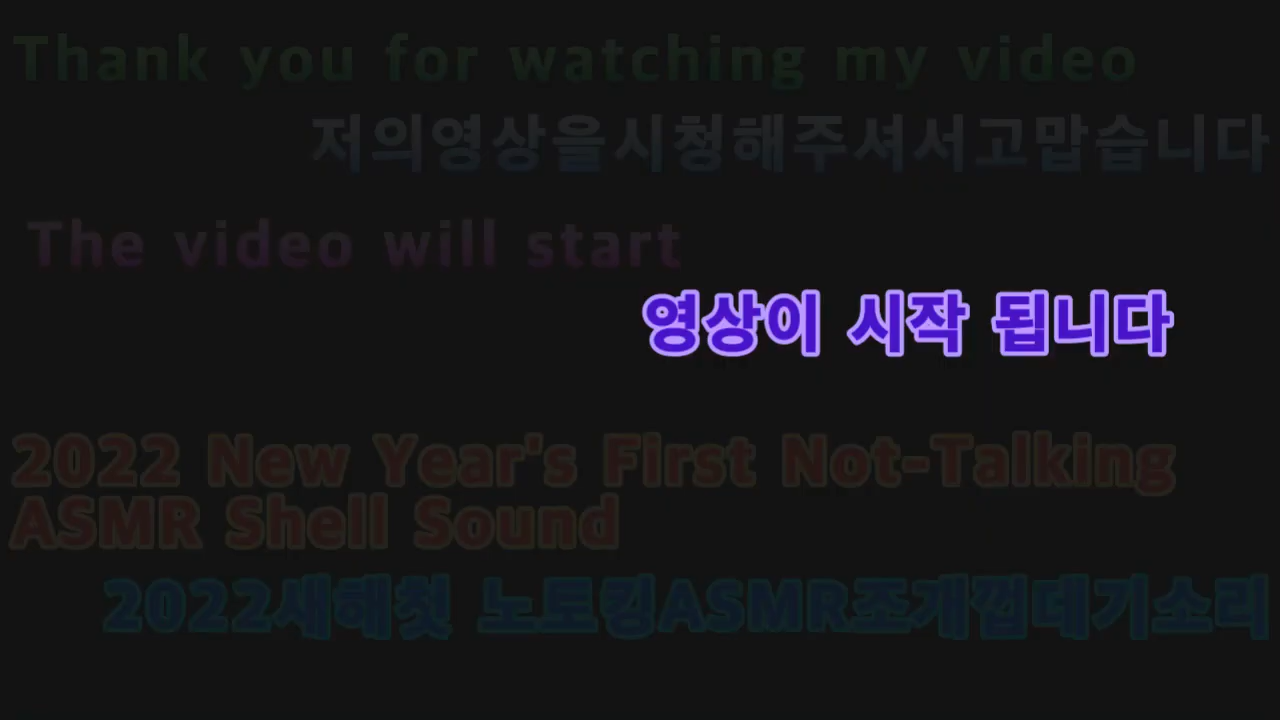 Thank you for watching my video
저의영상을시청해주셔서고맙습니다
The video will start
영상이 시작 됩니다
2022 New Year's First Not-Talking
ASMR Shell Sound
2022새해첫 노토킹ASMR조개껍데기소리